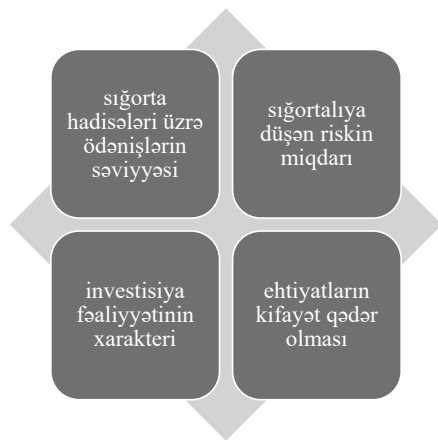 sığorta
hadisələri üzrə
ödənişlərin
səviyyəsi
sığortalıya
düşən riskin
miqdarı
investisiya
fəaliyyətinin
xarakteri
ehtiyatların
kifayət qədər
olması